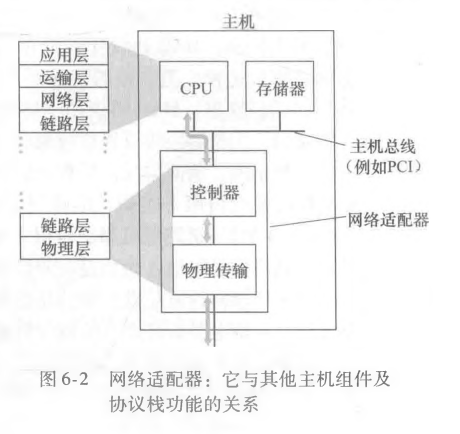 主机
应用层
运输层
网络层
链路层
CPU
存储器
主机总线
（例如PCI）
控制器
网络适配器
链路层
物理层
物理传输
图 6-2 网络适配器：它与其他主机组件及
协议栈功能的关系